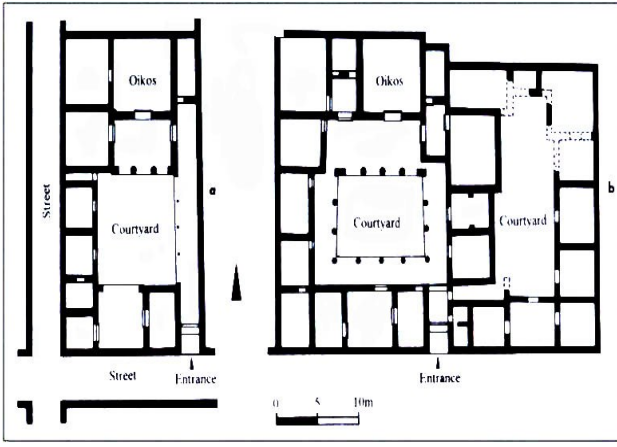 Oikos
a
Street
Courtyard
Street
Entrance
Oikos
b
Courtyard
Courtyard
Entrance
0 5 10m